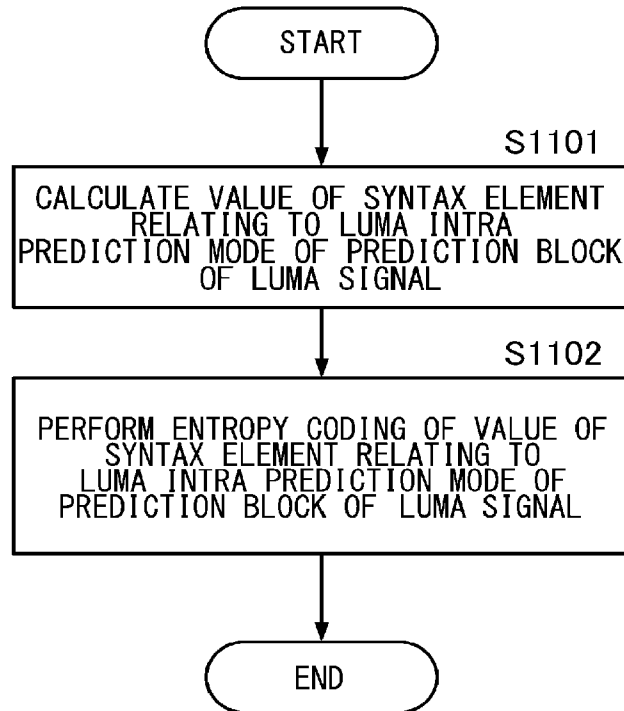 START
S1101
CALCULATE VALUE OF SYNTAX ELEMENT
RELATING TO LUMA INTRA
PREDICTION MODE OF PREDICTION BLOCK
OF LUMA SIGNAL
S1102
PERFORM ENTROPY CODING OF VALUE OF
SYNTAX ELEMENT RELATING TO
LUMA INTRA PREDICTION MODE OF
PREDICTION BLOCK OF LUMA SIGNAL
END